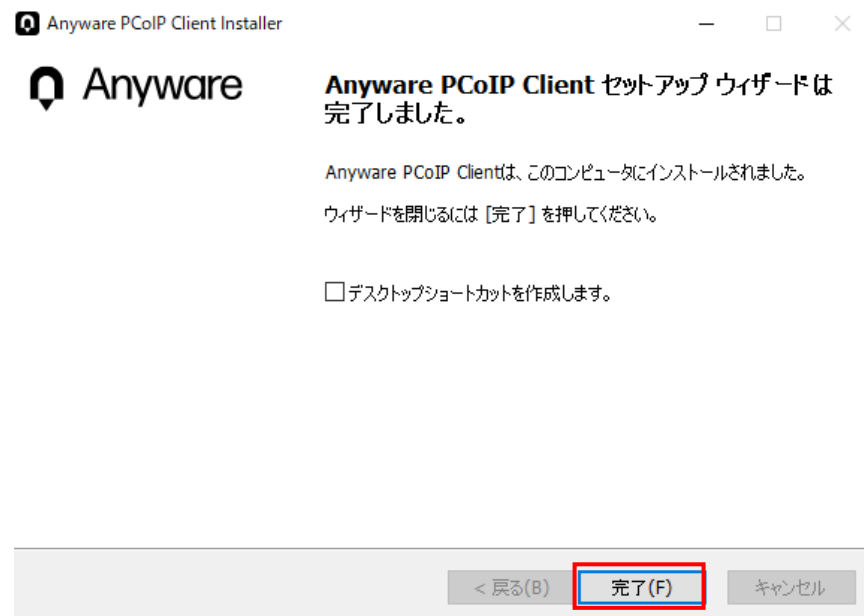 Anyware PCoIP Client Installer
Anyware
Anyware PCoIP Client セットアップ ウィザードは
完了しました。
Anyware PCoIP Clientは、このコンピュータにインストールされました。
ウィザードを閉じるには [完了] を押してください。
デスクトップショートカットを作成します。
< 戻る(B) 完了(F) キャンセル